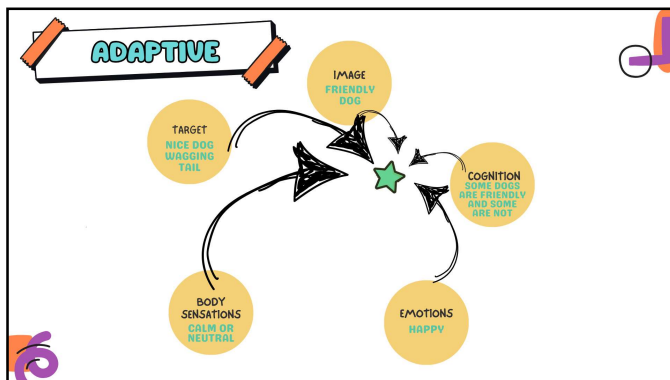 ADAPTIVE
IMAGE
FRIENDLY
DOG
TARGET
NICE DOG
WAGGING
TAIL
COGNITION
SOME DOGS
ARE FRIENDLY
AND SOME
ARE NOT
BODY
SENSATIONS
CALM OR
NEUTRAL
EMOTIONS
HAPPY